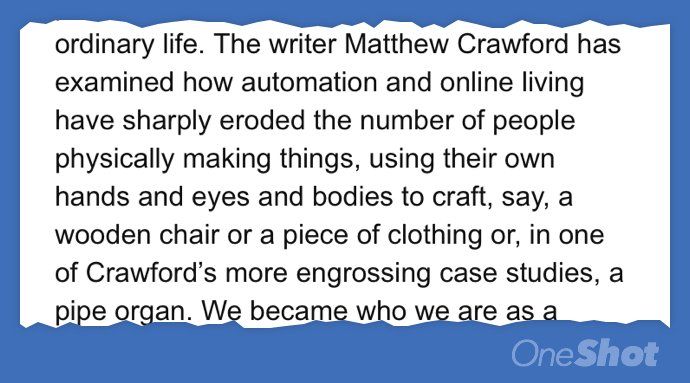 ordinary life. The writer Matthew Crawford has
examined how automation and online living
have sharply eroded the number of people
physically making things, using their own
hands and eyes and bodies to craft, say, a
wooden chair or a piece of clothing or, in one
of Crawford’s more engrossing case studies, a
pipe organ. We became who we are as a
OneShot